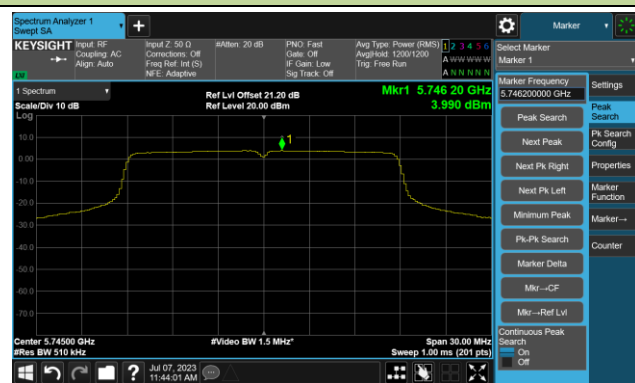 Spectrum Analyzer 1
Swept SA
+
Marker
KEYSIGHT
Input: RF
Coupling: AC
Align: Auto
Input Z: 50 Ω
Corrections: Off
Freq Ref: Int (S)
NFE: Adaptive
#Atten: 20 dB
PNO: Fast
Gate: Off
IF Gain: Low
Sig Track: Off
Avg Type: Power (RMS)
Avg|Hold: 1200/1200
Trig: Free Run
1 2 3 4 5 6
A W W W W W
A N N N N N
Select Marker
Marker 1
1 Spectrum
Scale/Div 10 dB
Log
Ref Lvl Offset 21.20 dB
Ref Level 20.00 dBm
Mkr1 5.746 20 GHz
3.990 dBm
1
10.0
0.00
-10.0
-20.0
-30.0
-40.0
-50.0
-60.0
-70.0
Center 5.74500 GHz
#Res BW 510 kHz
#Video BW 1.5 MHz*
Span 30.00 MHz
Sweep 1.00 ms (201 pts)
Marker Frequency
5.746200000 GHz
Peak Search
Next Peak
Next Pk Right
Next Pk Left
Minimum Peak
Pk-Pk Search
Marker Delta
Mkr→CF
Mkr→Ref Lvl
Continuous Peak
Search
On
Off
Settings
Peak
Search
Pk Search
Config
Properties
Marker
Function
Marker→
Counter
?
Jul 07, 2023
11:44:01 AM